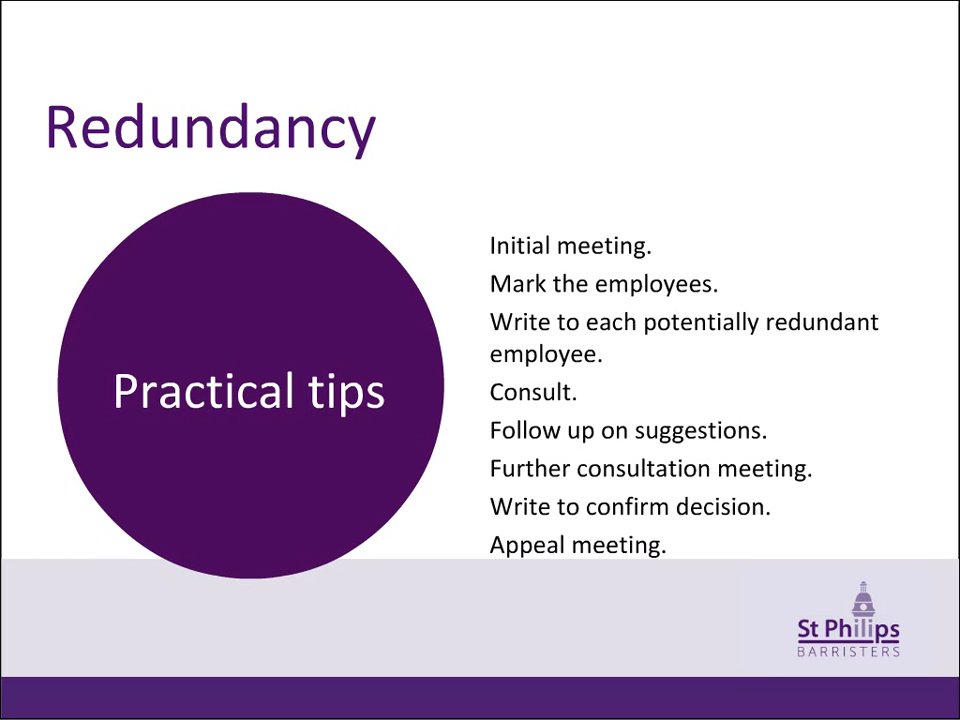 Redundancy
Practical tips
Initial meeting.
Mark the employees.
Write to each potentially redundant
employee.
Consult.
Follow up on suggestions.
Further consultation meeting.
Write to confirm decision.
Appeal meeting.
St Philips
BARRISTERS